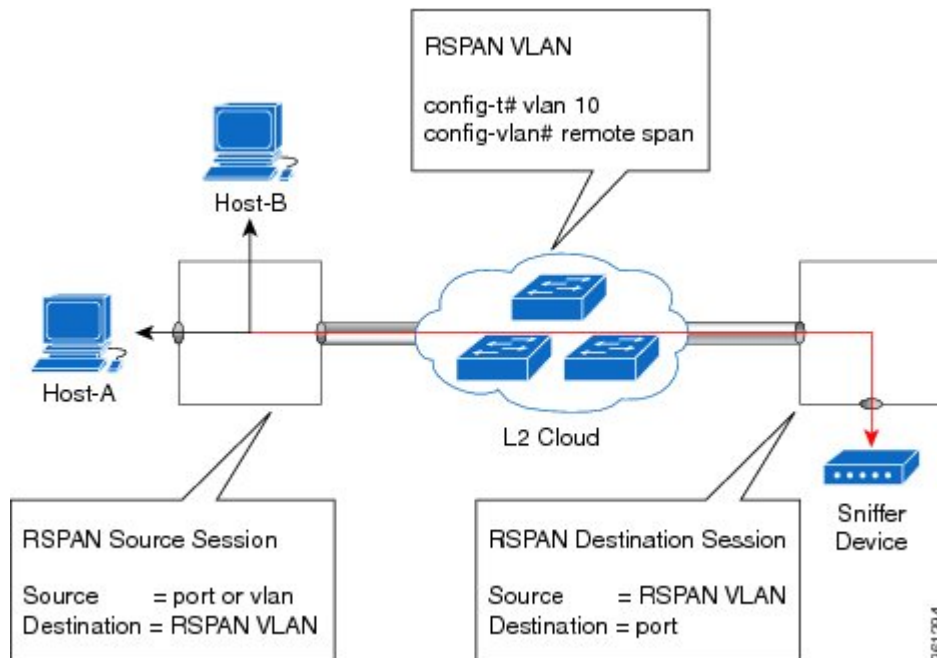 RSPAN VLAN
config-t# vlan 10
config-vlan# remote span
Host-B
Host-A
L2 Cloud
Sniffer
Device
RSPAN Source Session
Source = port or vlan
Destination = RSPAN VLAN
RSPAN Destination Session
Source = RSPAN VLAN
Destination = port